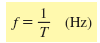 f = 1/T (Hz)